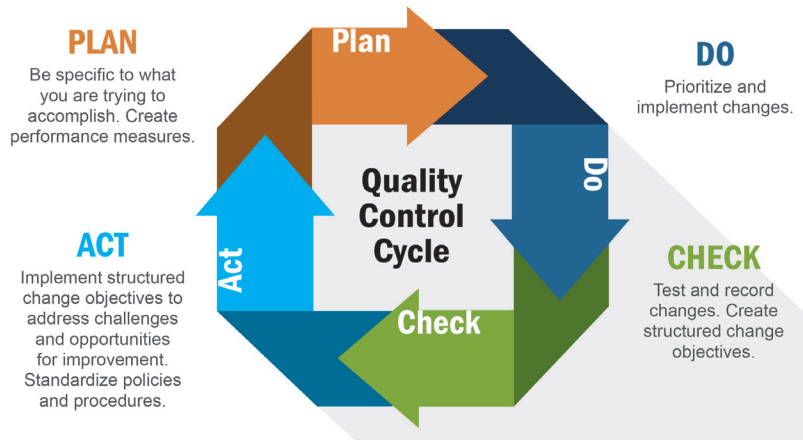 PLAN
Be specific to what
you are trying to
accomplish. Create
performance measures.
Plan
DO
Prioritize and
implement changes.
Do
Quality
Control
Cycle
ACT
Implement structured
change objectives to
address challenges
and opportunities
for improvement.
Standardize policies
and procedures.
Act
Check
CHECK
Test and record
changes. Create
structured change
objectives.